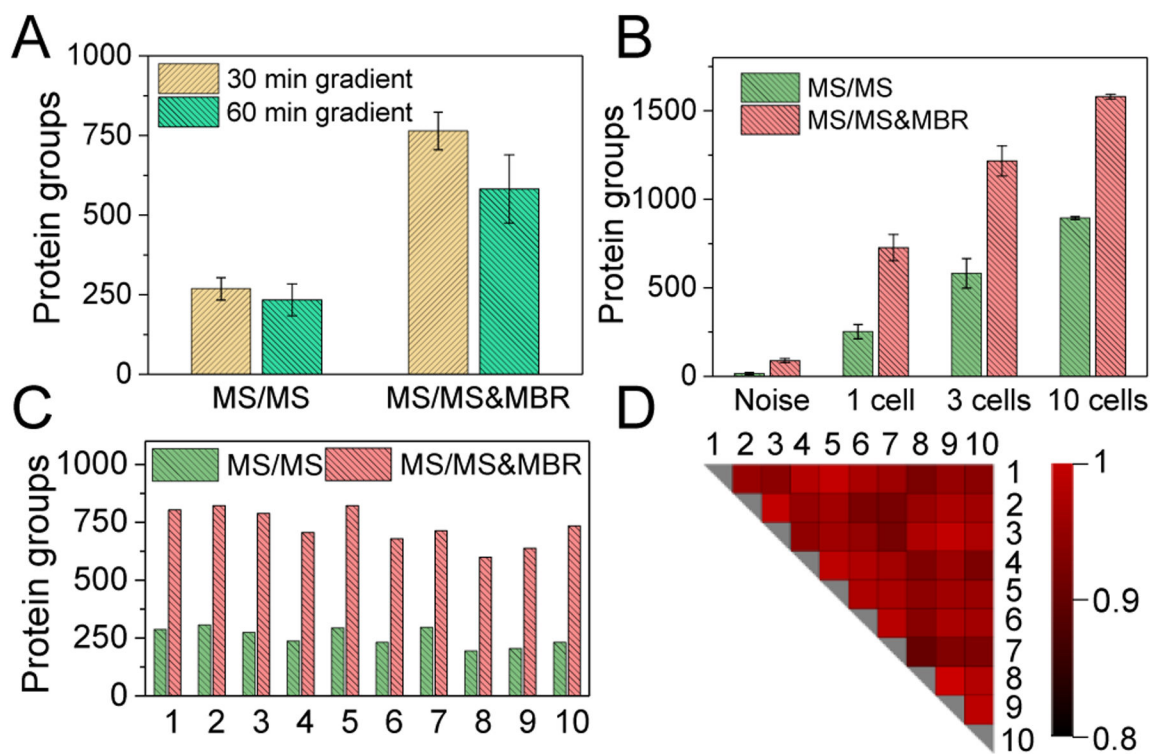 A
Protein groups
1000
750
500
250
0
30 min gradient
60 min gradient
MS/MS
MS/MS&MBR
B
Protein groups
1500
1000
500
0
MS/MS
MS/MS&MBR
Noise
1 cell
3 cells
10 cells
C
Protein groups
1000
750
500
250
0
MS/MS
MS/MS&MBR
1 2 3 4 5 6 7 8 9 10
D
1 2 3 4 5 6 7 8 9 10
1
2
3
4
5
6
7
8
9
10
1
0.9
0.8